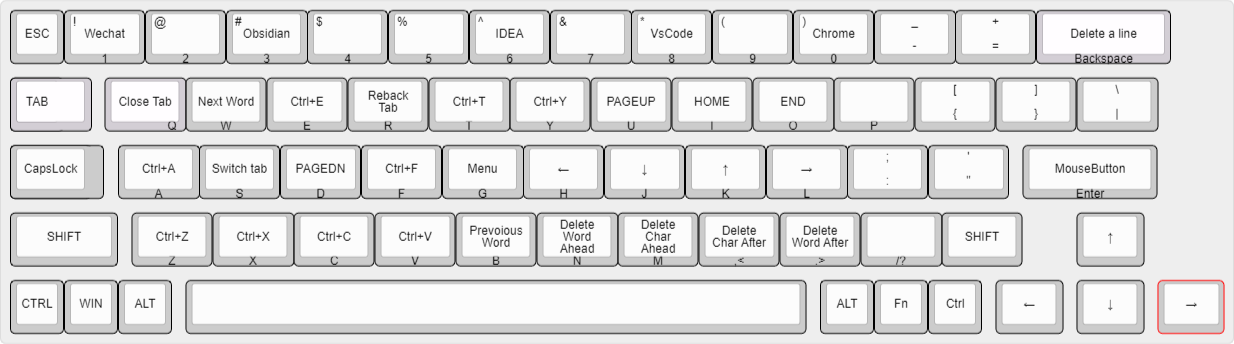 ESC ! Wechat @ # Obsidian $ % ^ IDEA & * VsCode ( ) Chrome _ + Delete a line
1 2 3 4 5 6 7 8 9 0 - = Backspace
TAB Close Tab Next Word Ctrl+E Reback Tab Ctrl+T Ctrl+Y PAGEUP HOME END [ ] \
Q W E R T Y U I O P { } |
CapsLock Ctrl+A Switch tab PAGEDN Ctrl+F Menu ← ↓ ↑ → ; ' MouseButton
A S D F G H J K L : " Enter
SHIFT Ctrl+Z Ctrl+X Ctrl+C Ctrl+V Prevoious Word Delete Word Ahead Delete Char Ahead Delete Char After Delete Word After SHIFT ↑
Z X C V B N M ,< .> /?
CTRL WIN ALT ALT Fn Ctrl ← ↓ →